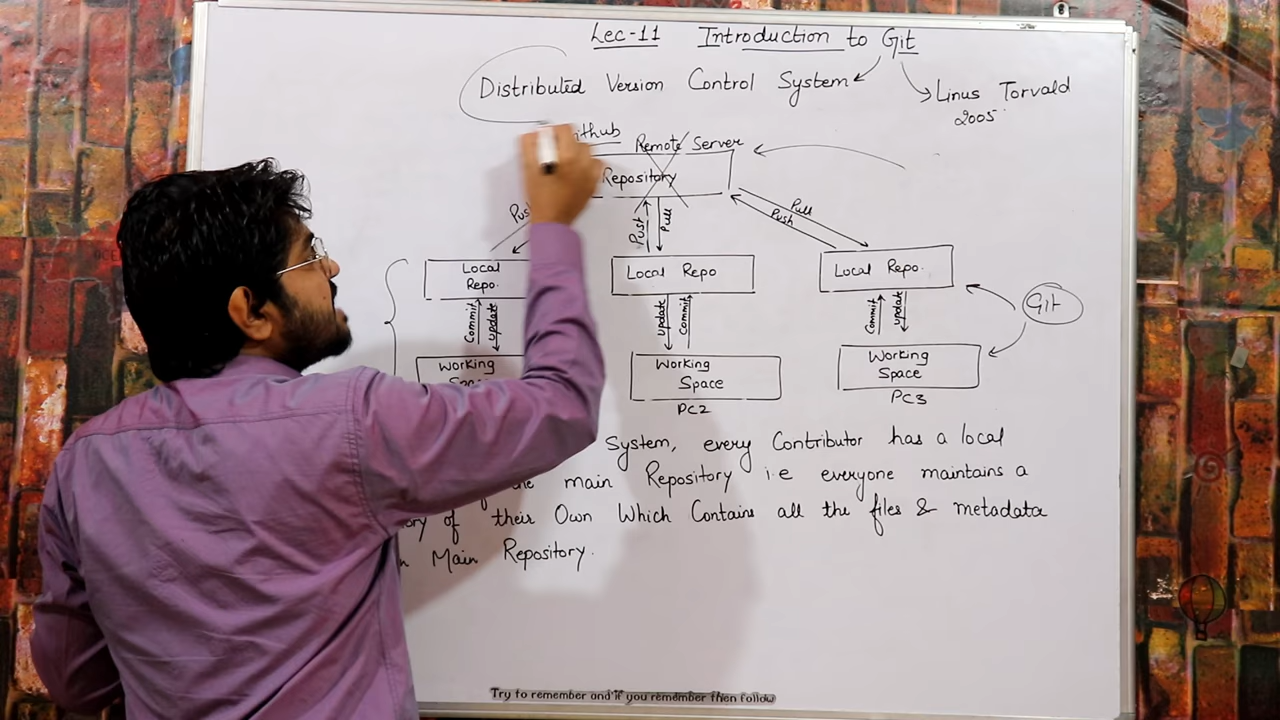 Lec-11 Introduction to Git
Distributed Version Control System
Linus Torvald
2005
ithub
Remote Server
Repository
Push
Push
Pull
Pull
Push
Local
Repo.
Local Repo
Local Repo.
Git
Commit
update
update
Commit
Commit
update
Working
Working
Space
PC2
Working
Space
PC3
System, every Contributor has a local
main Repository i.e everyone maintains a
ory of their Own Which Contains all the files & metadata
Main Repository.
Try to remember and if you remember then follow